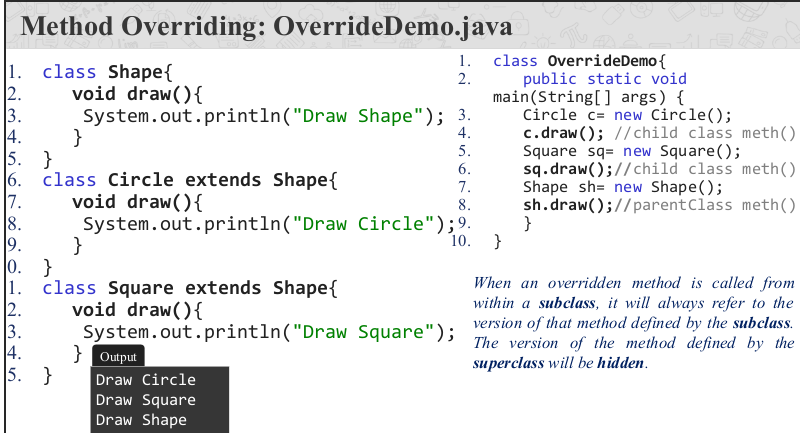 Method Overriding: OverrideDemo.java
1. class Shape{
2. void draw(){
3. System.out.println("Draw Shape");
4. }
5. }
6. class Circle extends Shape{
7. void draw(){
8. System.out.println("Draw Circle");
9. }
0. }
1. class Square extends Shape{
2. void draw(){
3. System.out.println("Draw Square");
4. }
5. }
Output
Draw Circle
Draw Square
Draw Shape
1. class OverrideDemo{
2. public static void
main(String[] args) {
3. Circle c= new Circle();
4. c.draw(); //child class meth()
5. Square sq= new Square();
6. sq.draw();//child class meth()
7. Shape sh= new Shape();
8. sh.draw();//parentClass meth()
9. }
10. }
When an overridden method is called from
within a subclass, it will always refer to the
version of that method defined by the subclass.
The version of the method defined by the
superclass will be hidden.